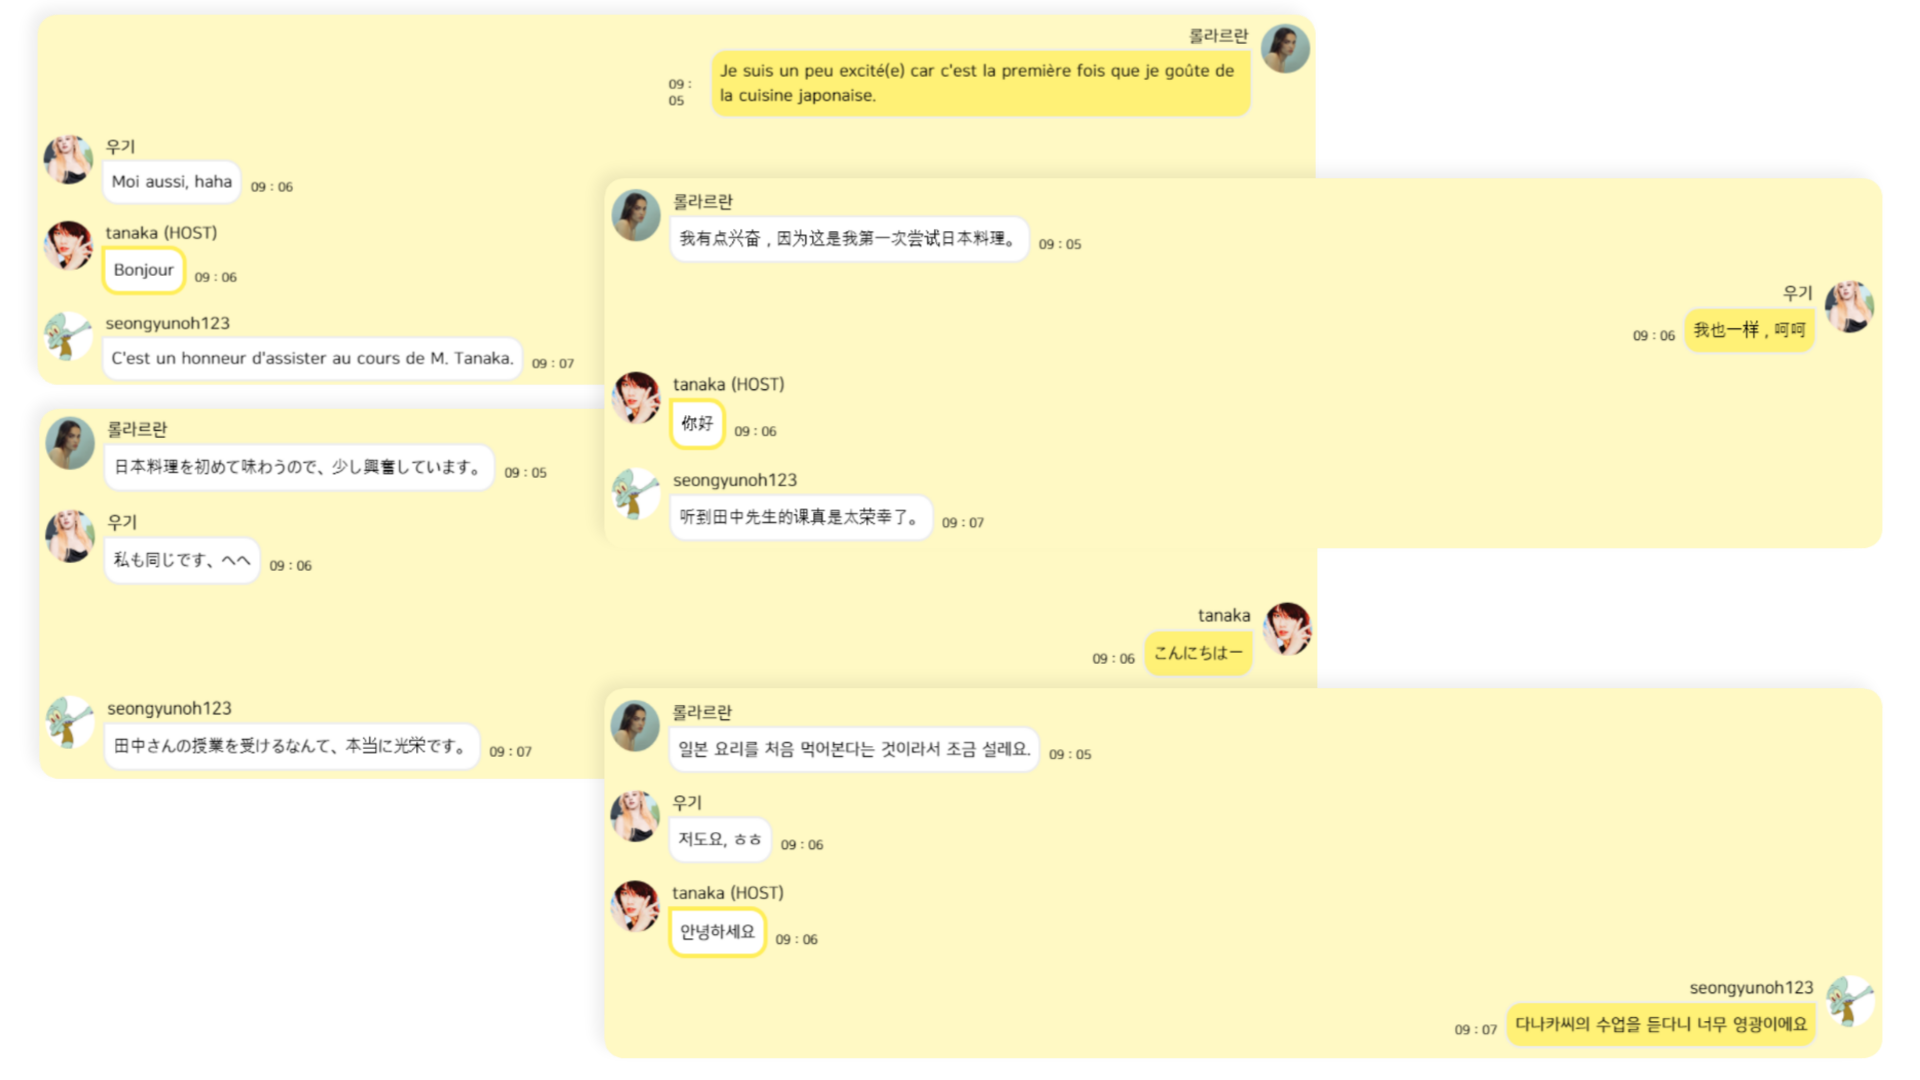 롤라르란
Je suis un peu excité(e) car c'est la première fois que je goûte de
la cuisine japonaise.
09 :
05
우기
Moi aussi, haha
09 : 06
tanaka (HOST)
Bonjour
09 : 06
seongyunoh123
C'est un honneur d'assister au cours de M. Tanaka.
09 : 07
롤라르란
我有点兴奋，因为这是我第一次尝试日本料理。
09 : 05
우기
我也一样，呵呵
09 : 06
tanaka (HOST)
你好
09 : 06
seongyunoh123
听到田中先生的课真是太荣幸了。
09 : 07
롤라르란
日本料理を初めて味わうので、少し興奮しています。
09 : 05
우기
私も同じです、へへ
09 : 06
tanaka
こんにちはー
09 : 06
seongyunoh123
田中さんの授業を受けるなんて、本当に光栄です。
09 : 07
롤라르란
일본 요리를 처음 먹어본다는 것이라서 조금 설레요.
09 : 05
우기
저도요, ㅎㅎ
09 : 06
tanaka (HOST)
안녕하세요
09 : 06
seongyunoh123
다나카씨의 수업을 듣다니 너무 영광이에요
09 : 07